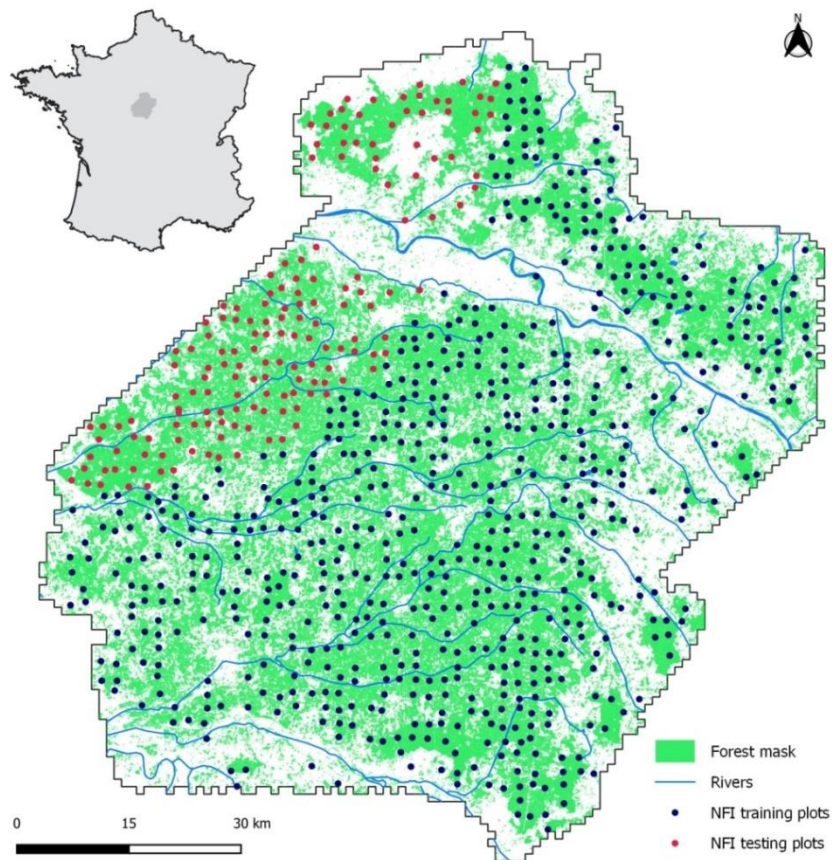 N
Forest mask
Rivers
NFI training plots
NFI testing plots
0 15 30 km